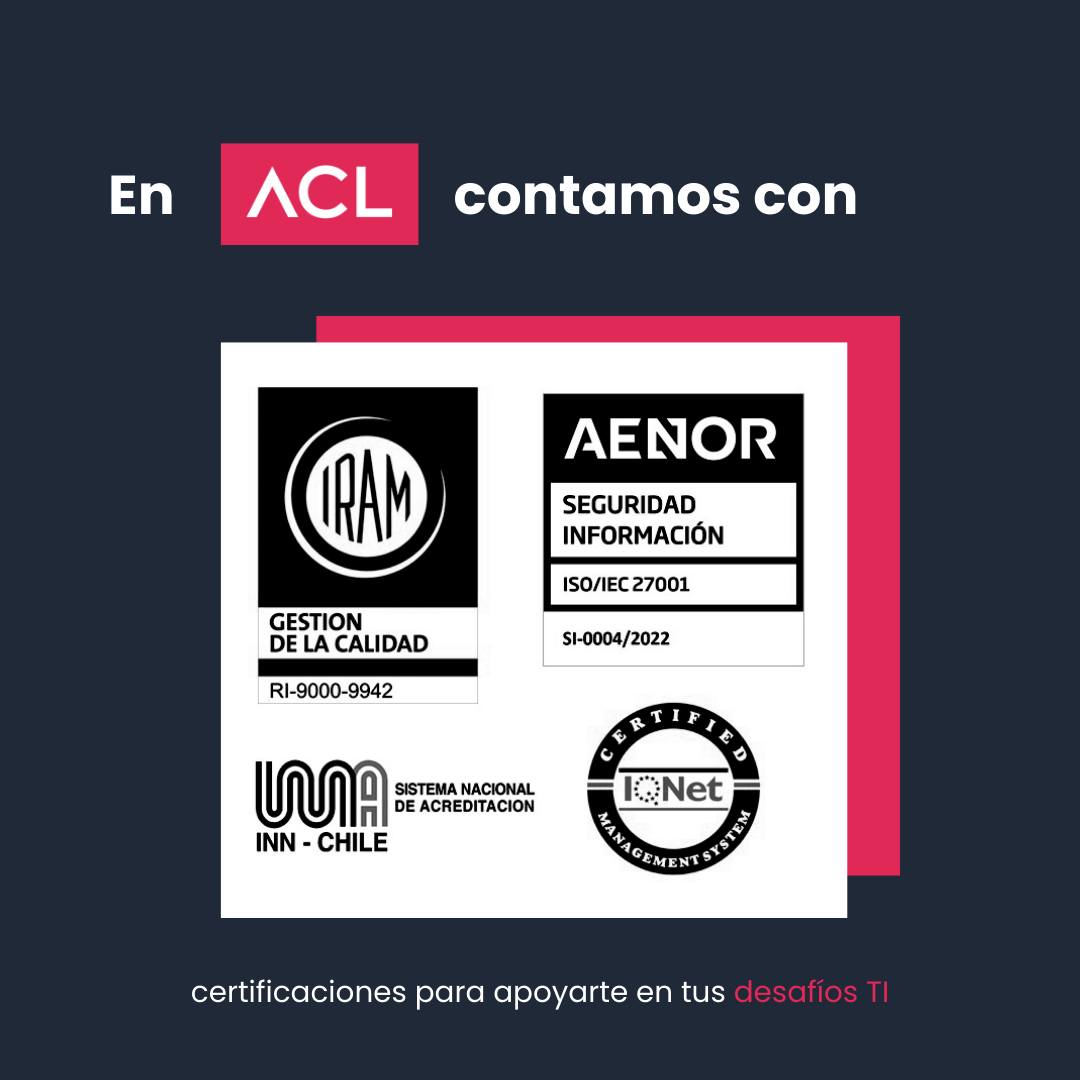 En ACL contamos con
IRAM
GESTION
DE LA CALIDAD
RI-9000-9942
AENOR
SEGURIDAD
INFORMACIÓN
ISO/IEC 27001
SI-0004/2022
INN - CHILE
SISTEMA NACIONAL
DE ACREDITACION
CERTIFIED
IQNet
MANAGEMENT SYSTEM
certificaciones para apoyarte en tus desafíos TI